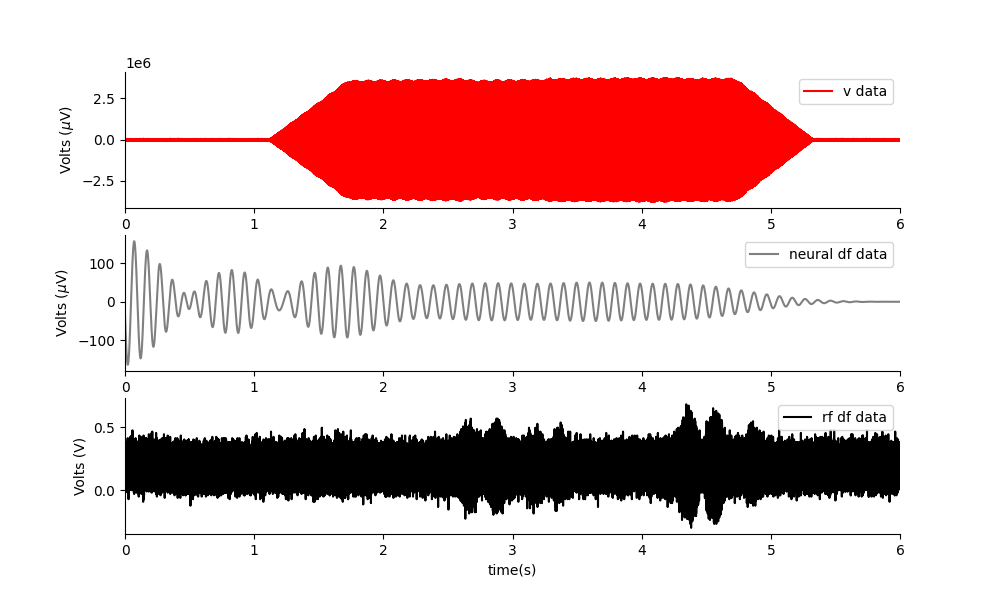 1e6
Volts (μV)
2.5
0.0
−2.5
v data
0 1 2 3 4 5 6
Volts (μV)
100
0
−100
neural df data
0 1 2 3 4 5 6
Volts (V)
0.5
0.0
rf df data
0 1 2 3 4 5 6
time(s)